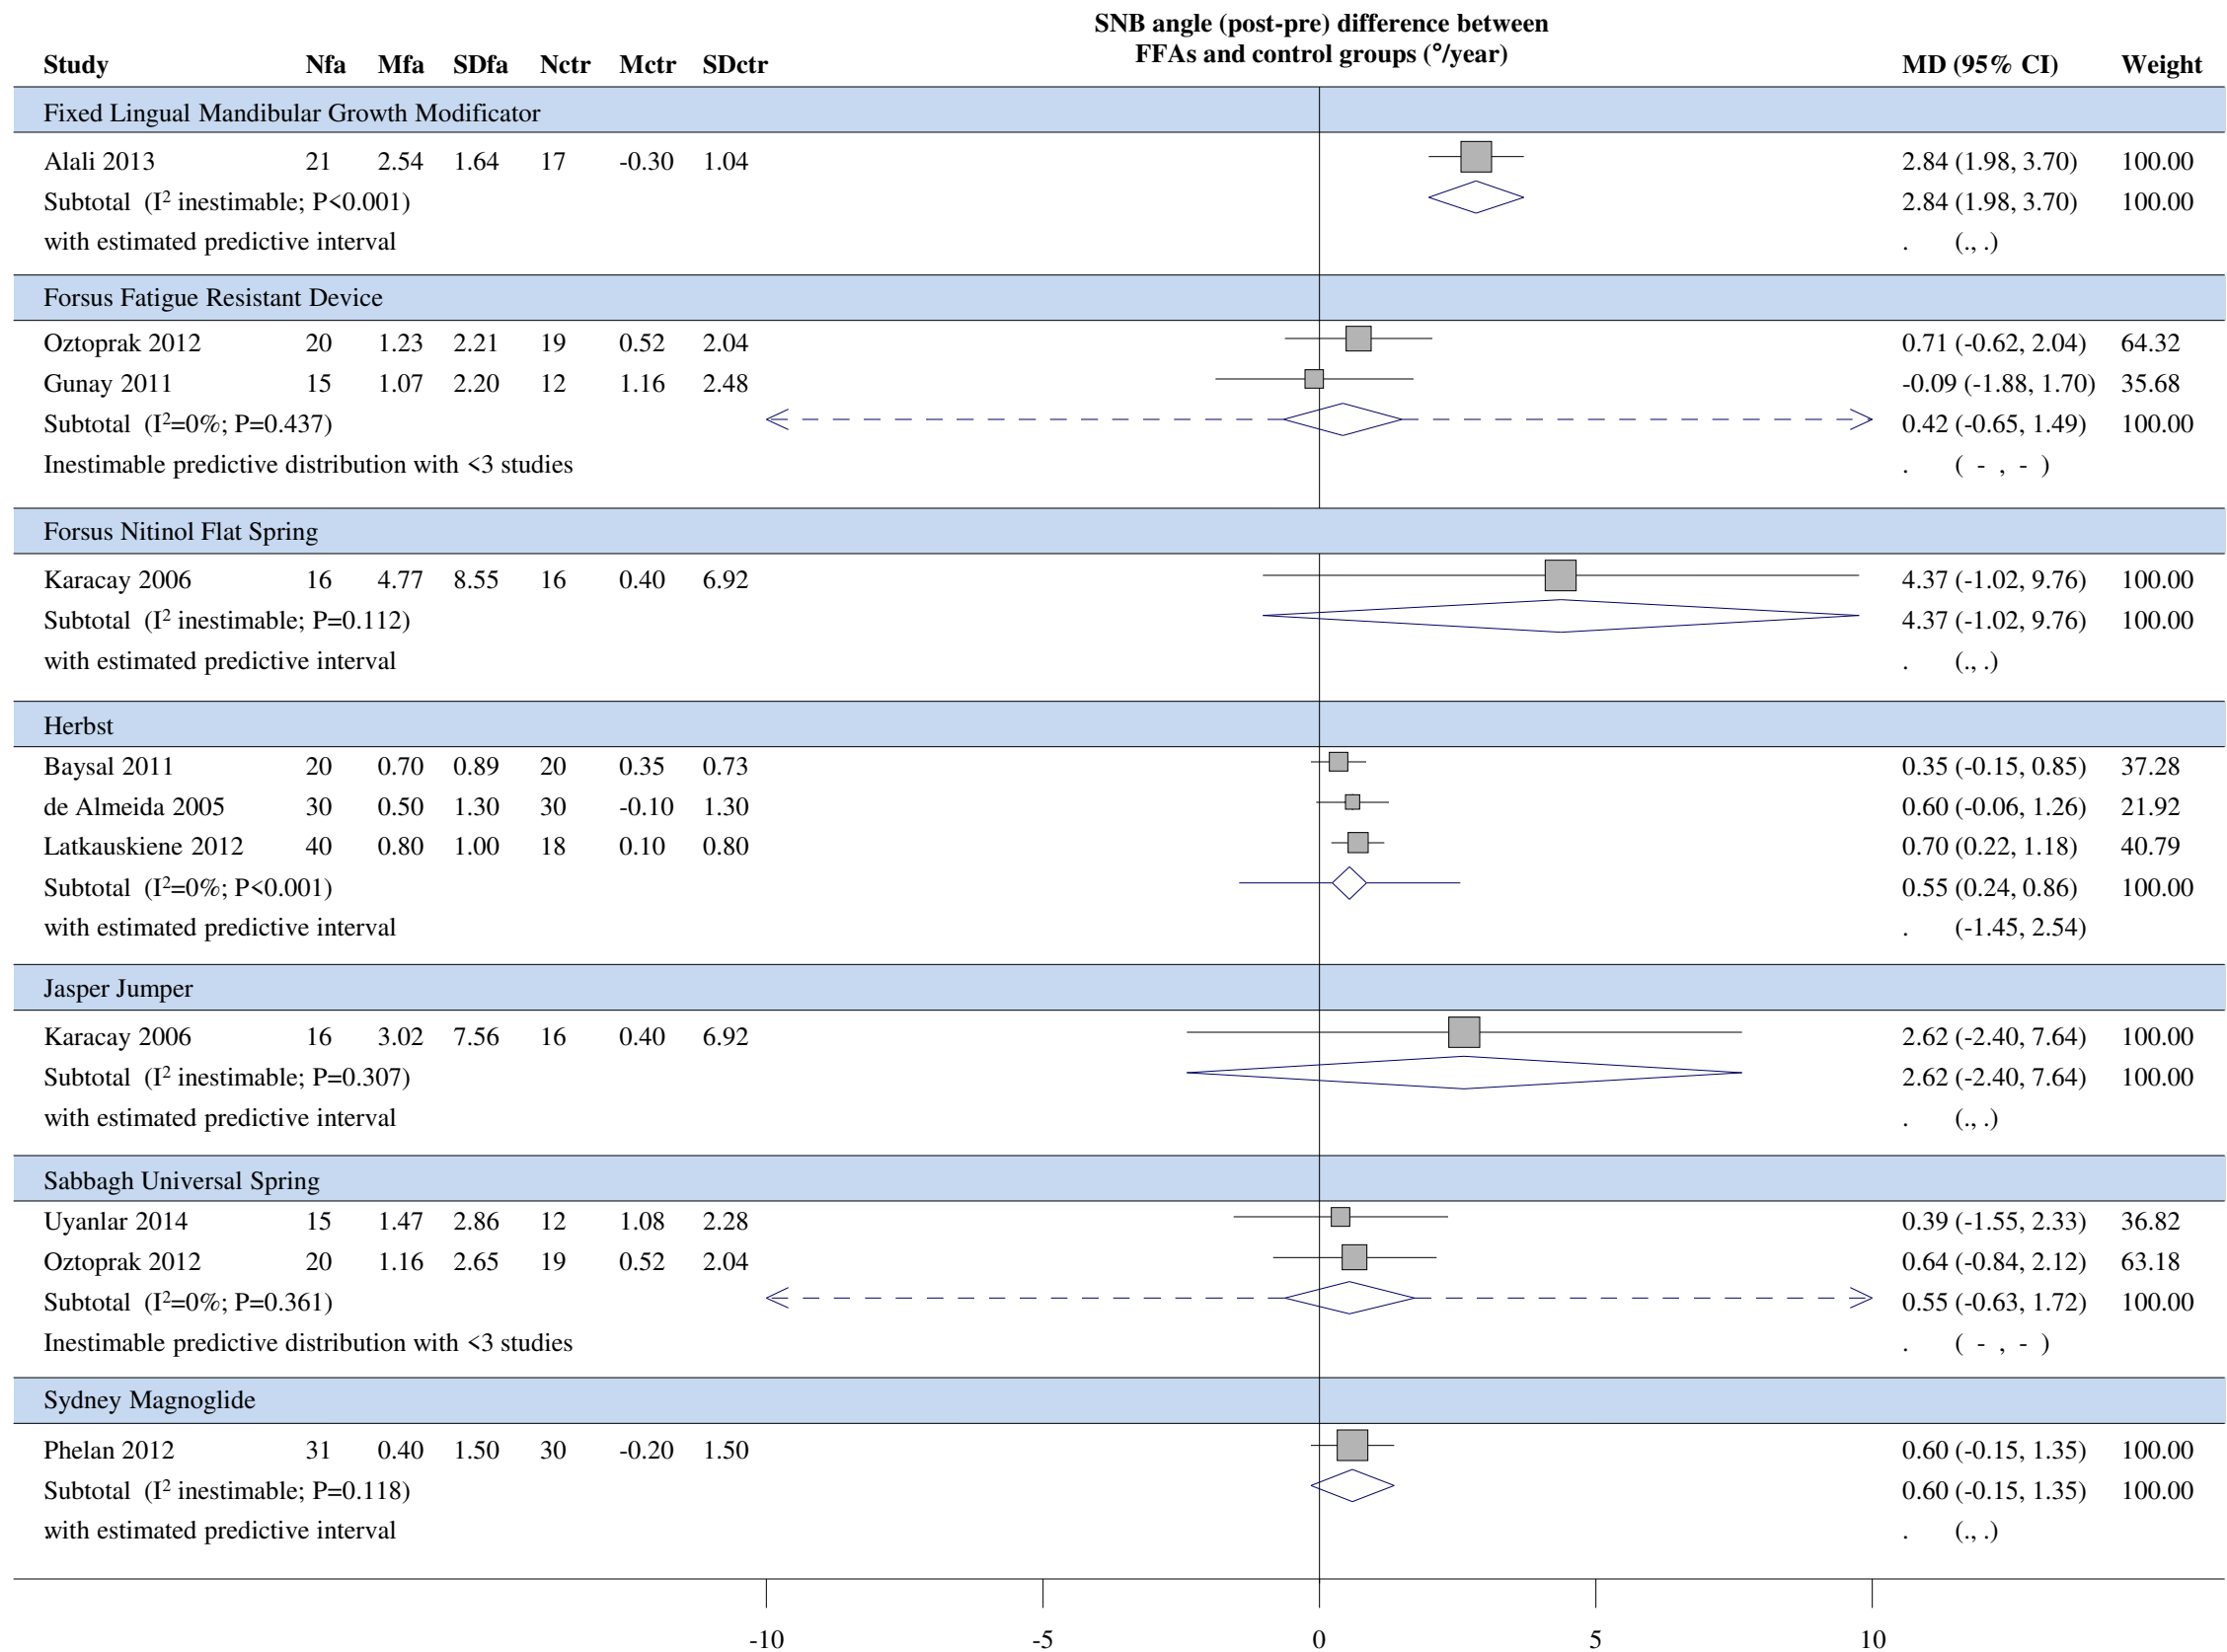 SNB angle (post-pre) difference between
FFAs and control groups (°/year)
Study Nfa Mfa SDfa Nctr Mctr SDctr MD (95% CI) Weight
Fixed Lingual Mandibular Growth Modificator
Alali 2013 21 2.54 1.64 17 -0.30 1.04 2.84 (1.98, 3.70) 100.00
Subtotal (I² inestimable; P<0.001) 2.84 (1.98, 3.70) 100.00
with estimated predictive interval . (., .)
Forsus Fatigue Resistant Device
Oztoprak 2012 20 1.23 2.21 19 0.52 2.04 0.71 (-0.62, 2.04) 64.32
Gunay 2011 15 1.07 2.20 12 1.16 2.48 -0.09 (-1.88, 1.70) 35.68
Subtotal (I²=0%; P=0.437) 0.42 (-0.65, 1.49) 100.00
Inestimable predictive distribution with <3 studies . ( - , - )
Forsus Nitinol Flat Spring
Karacay 2006 16 4.77 8.55 16 0.40 6.92 4.37 (-1.02, 9.76) 100.00
Subtotal (I² inestimable; P=0.112) 4.37 (-1.02, 9.76) 100.00
with estimated predictive interval . (., .)
Herbst
Baysal 2011 20 0.70 0.89 20 0.35 0.73 0.35 (-0.15, 0.85) 37.28
de Almeida 2005 30 0.50 1.30 30 -0.10 1.30 0.60 (-0.06, 1.26) 21.92
Latkauskiene 2012 40 0.80 1.00 18 0.10 0.80 0.70 (0.22, 1.18) 40.79
Subtotal (I²=0%; P<0.001) 0.55 (0.24, 0.86) 100.00
with estimated predictive interval . (-1.45, 2.54)
Jasper Jumper
Karacay 2006 16 3.02 7.56 16 0.40 6.92 2.62 (-2.40, 7.64) 100.00
Subtotal (I² inestimable; P=0.307) 2.62 (-2.40, 7.64) 100.00
with estimated predictive interval . (., .)
Sabbagh Universal Spring
Uyanlar 2014 15 1.47 2.86 12 1.08 2.28 0.39 (-1.55, 2.33) 36.82
Oztoprak 2012 20 1.16 2.65 19 0.52 2.04 0.64 (-0.84, 2.12) 63.18
Subtotal (I²=0%; P=0.361) 0.55 (-0.63, 1.72) 100.00
Inestimable predictive distribution with <3 studies . ( - , - )
Sydney Magnoglide
Phelan 2012 31 0.40 1.50 30 -0.20 1.50 0.60 (-0.15, 1.35) 100.00
Subtotal (I² inestimable; P=0.118) 0.60 (-0.15, 1.35) 100.00
with estimated predictive interval . (., .)
-10 -5 0 5 10